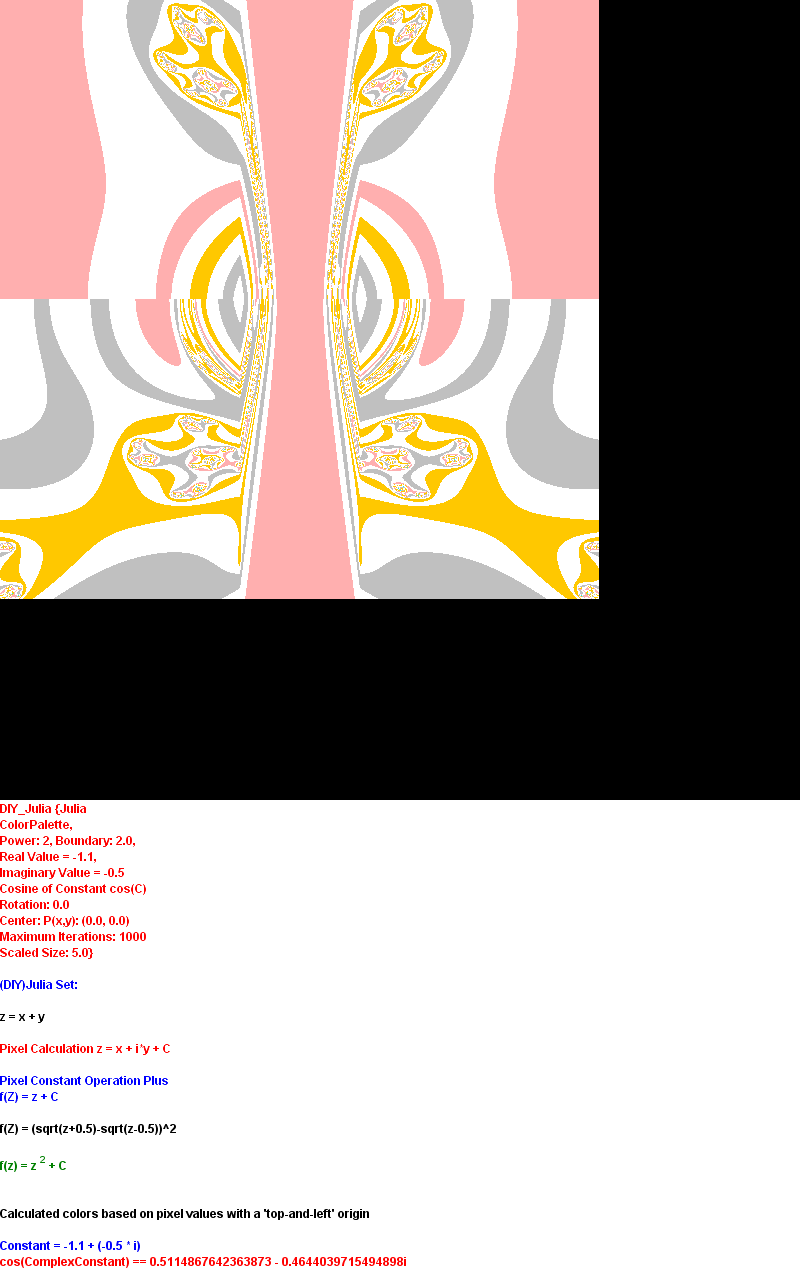 DIY_Julia {Julia
ColorPalette,
Power: 2, Boundary: 2.0,
Real Value = -1.1,
Imaginary Value = -0.5
Cosine of Constant cos(C)
Rotation: 0.0
Center: P(x,y): (0.0, 0.0)
Maximum Iterations: 1000
Scaled Size: 5.0}
(DIY)Julia Set:
z = x + y
Pixel Calculation z = x + i*y + C
Pixel Constant Operation Plus
f(Z) = z + C
f(Z) = (sqrt(z+0.5)-sqrt(z-0.5))^2
f(z) = z 2 + C
Calculated colors based on pixel values with a 'top-and-left' origin
Constant = -1.1 + (-0.5 * i)
cos(ComplexConstant) == 0.5114867642363873 - 0.4644039715494898i